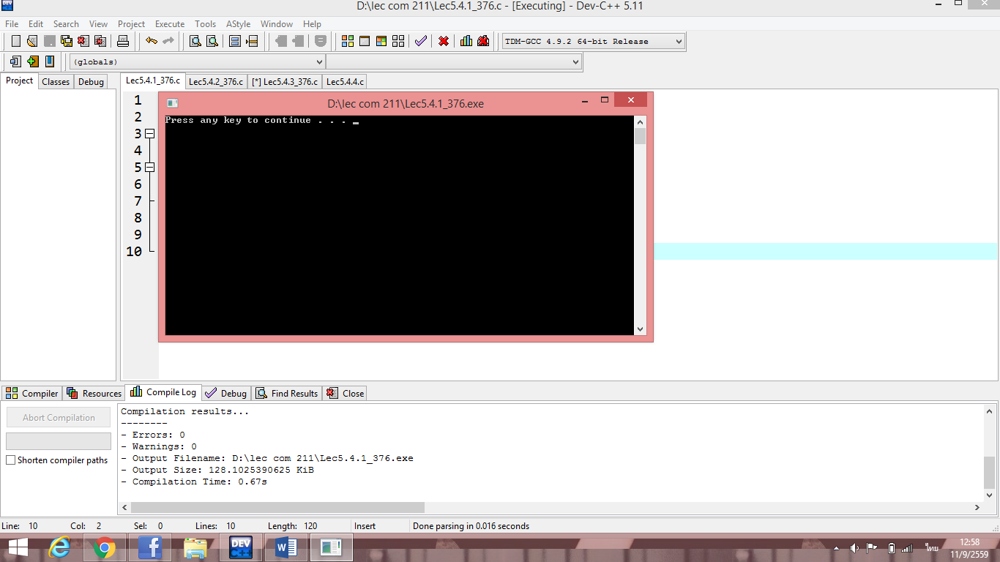 D:\lec com 211\Lec5.4.1_376.c - [Executing] - Dev-C++ 5.11
File Edit Search View Project Execute Tools AStyle Window Help
TDM-GCC 4.9.2 64-bit Release
(globals)
Project Classes Debug
Lec5.4.1_376.c Lec5.4.2_376.c [*] Lec5.4.3_376.c Lec5.4.4.c
1
2
3
4
5
6
7
8
9
10
D:\lec com 211\Lec5.4.1_376.exe
Press any key to continue . . . _
Compiler Resources Compile Log Debug Find Results Close
Abort Compilation
Shorten compiler paths
Compilation results...
--------
- Errors: 0
- Warnings: 0
- Output Filename: D:\lec com 211\Lec5.4.1_376.exe
- Output Size: 128.1025390625 KiB
- Compilation Time: 0.67s
Line: 10 Col: 2 Sel: 0 Lines: 10 Length: 120 Insert Done parsing in 0.016 seconds
DEV C++
ไทย
12:58
11/9/2559